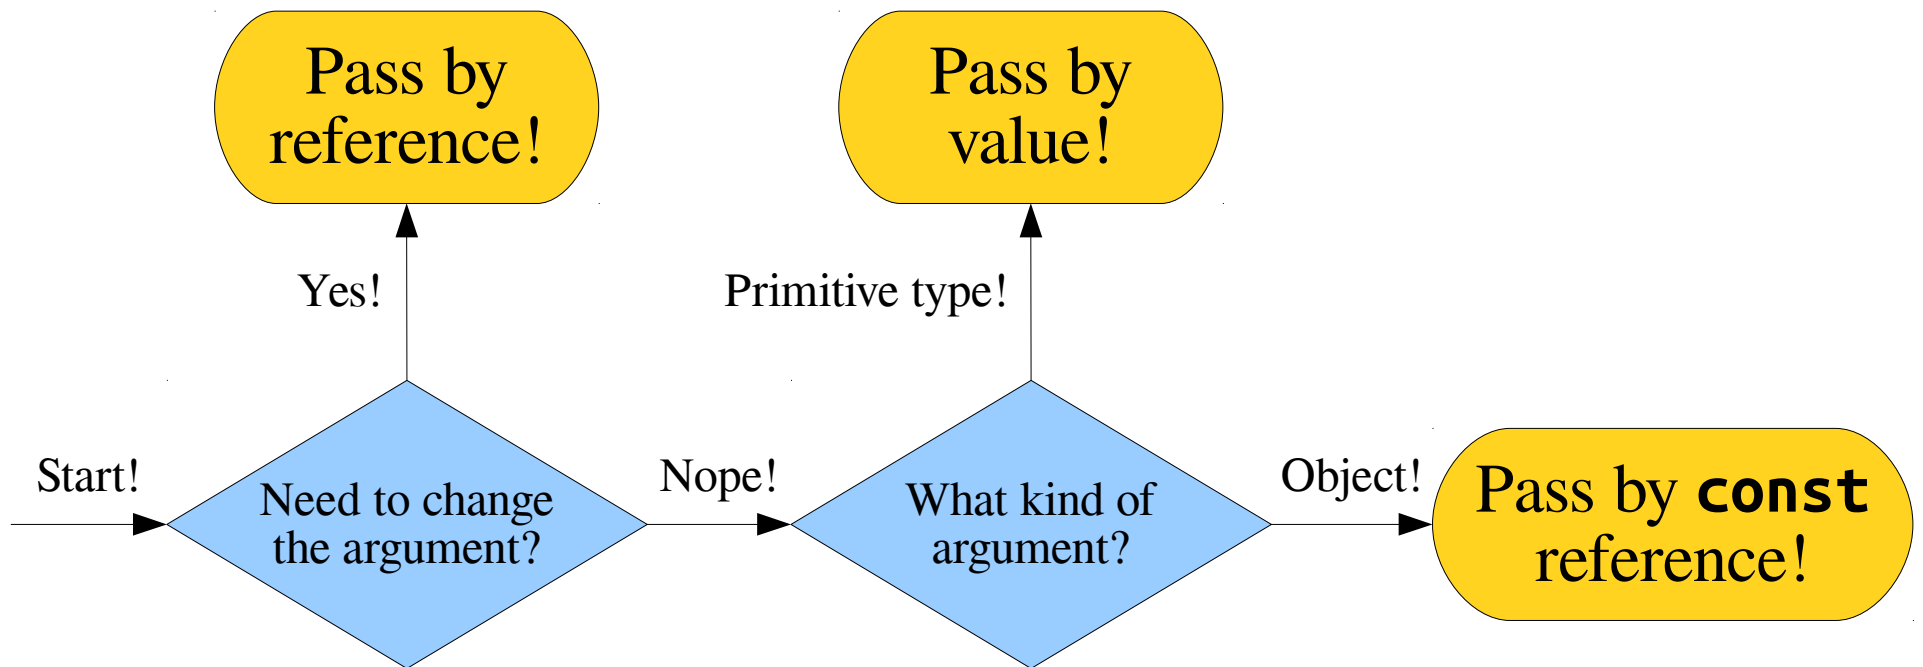 Pass by
reference!
Pass by
value!
Yes!
Primitive type!
Start!
Need to change
the argument?
Nope!
What kind of
argument?
Object!
Pass by const
reference!